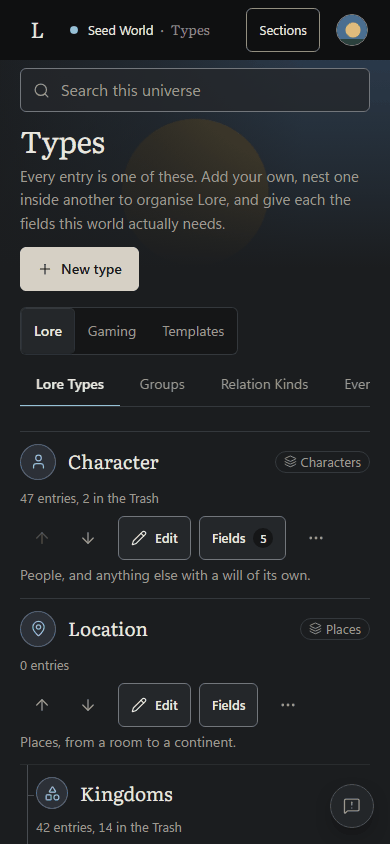 L
Seed World · Types
Sections
Search this universe
Types
Every entry is one of these. Add your own, nest one
inside another to organise Lore, and give each the
fields this world actually needs.
New type
Lore
Gaming
Templates
Lore Types
Groups
Relation Kinds
Ever
Character
Characters
47 entries, 2 in the Trash
Edit
Fields 5
People, and anything else with a will of its own.
Location
Places
0 entries
Edit
Fields
Places, from a room to a continent.
Kingdoms
42 entries, 14 in the Trash